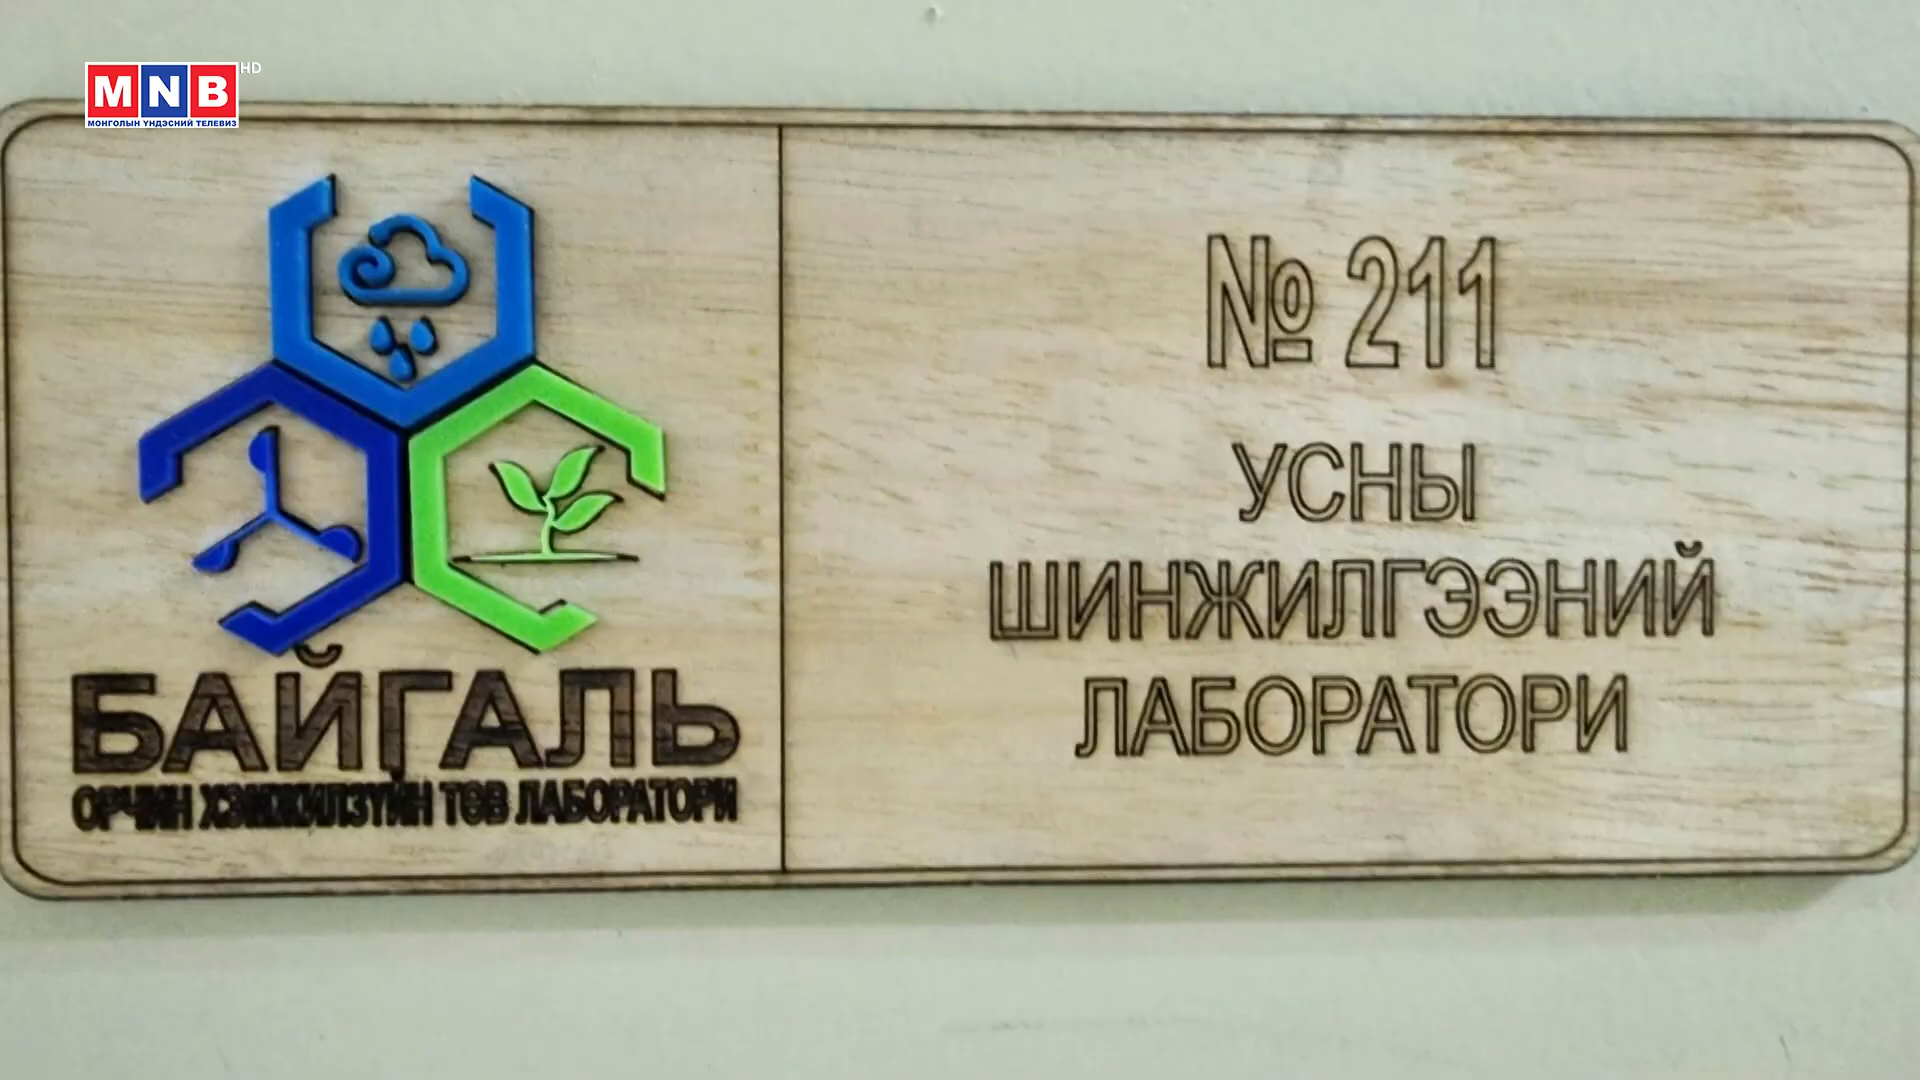 MNB HD
МОНГОЛЫН ҮНДЭСНИЙ ТЕЛЕВИЗ
№ 211
УСНЫ
ШИНЖИЛГЭЭНИЙ
ЛАБОРАТОРИ
БАЙГАЛЬ
ОРЧИН ХЭМЖИЛЗҮЙН ТӨВ ЛАБОРАТОРИ